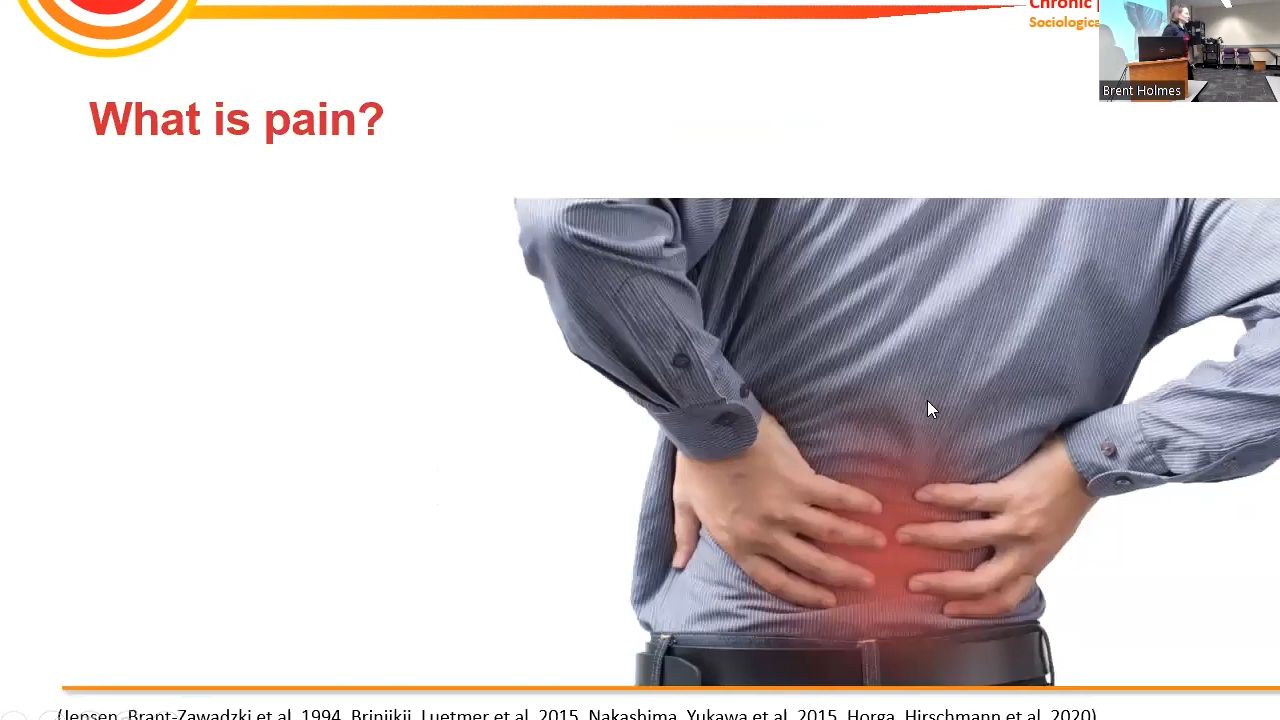 Chronic
Sociologica
Brent Holmes
What is pain?
(Jensen, Brant-Zawadzki et al. 1994, Brinjikji, Luetmer et al. 2015, Nakashima, Yukawa et al. 2015, Horga, Hirschmann et al. 2020)